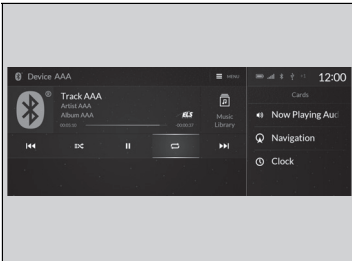 Device AAA
MENU
12:00
Track AAA
Artist AAA
Album AAA
ELS
Music
Library
Cards
Now Playing Aud
Navigation
Clock